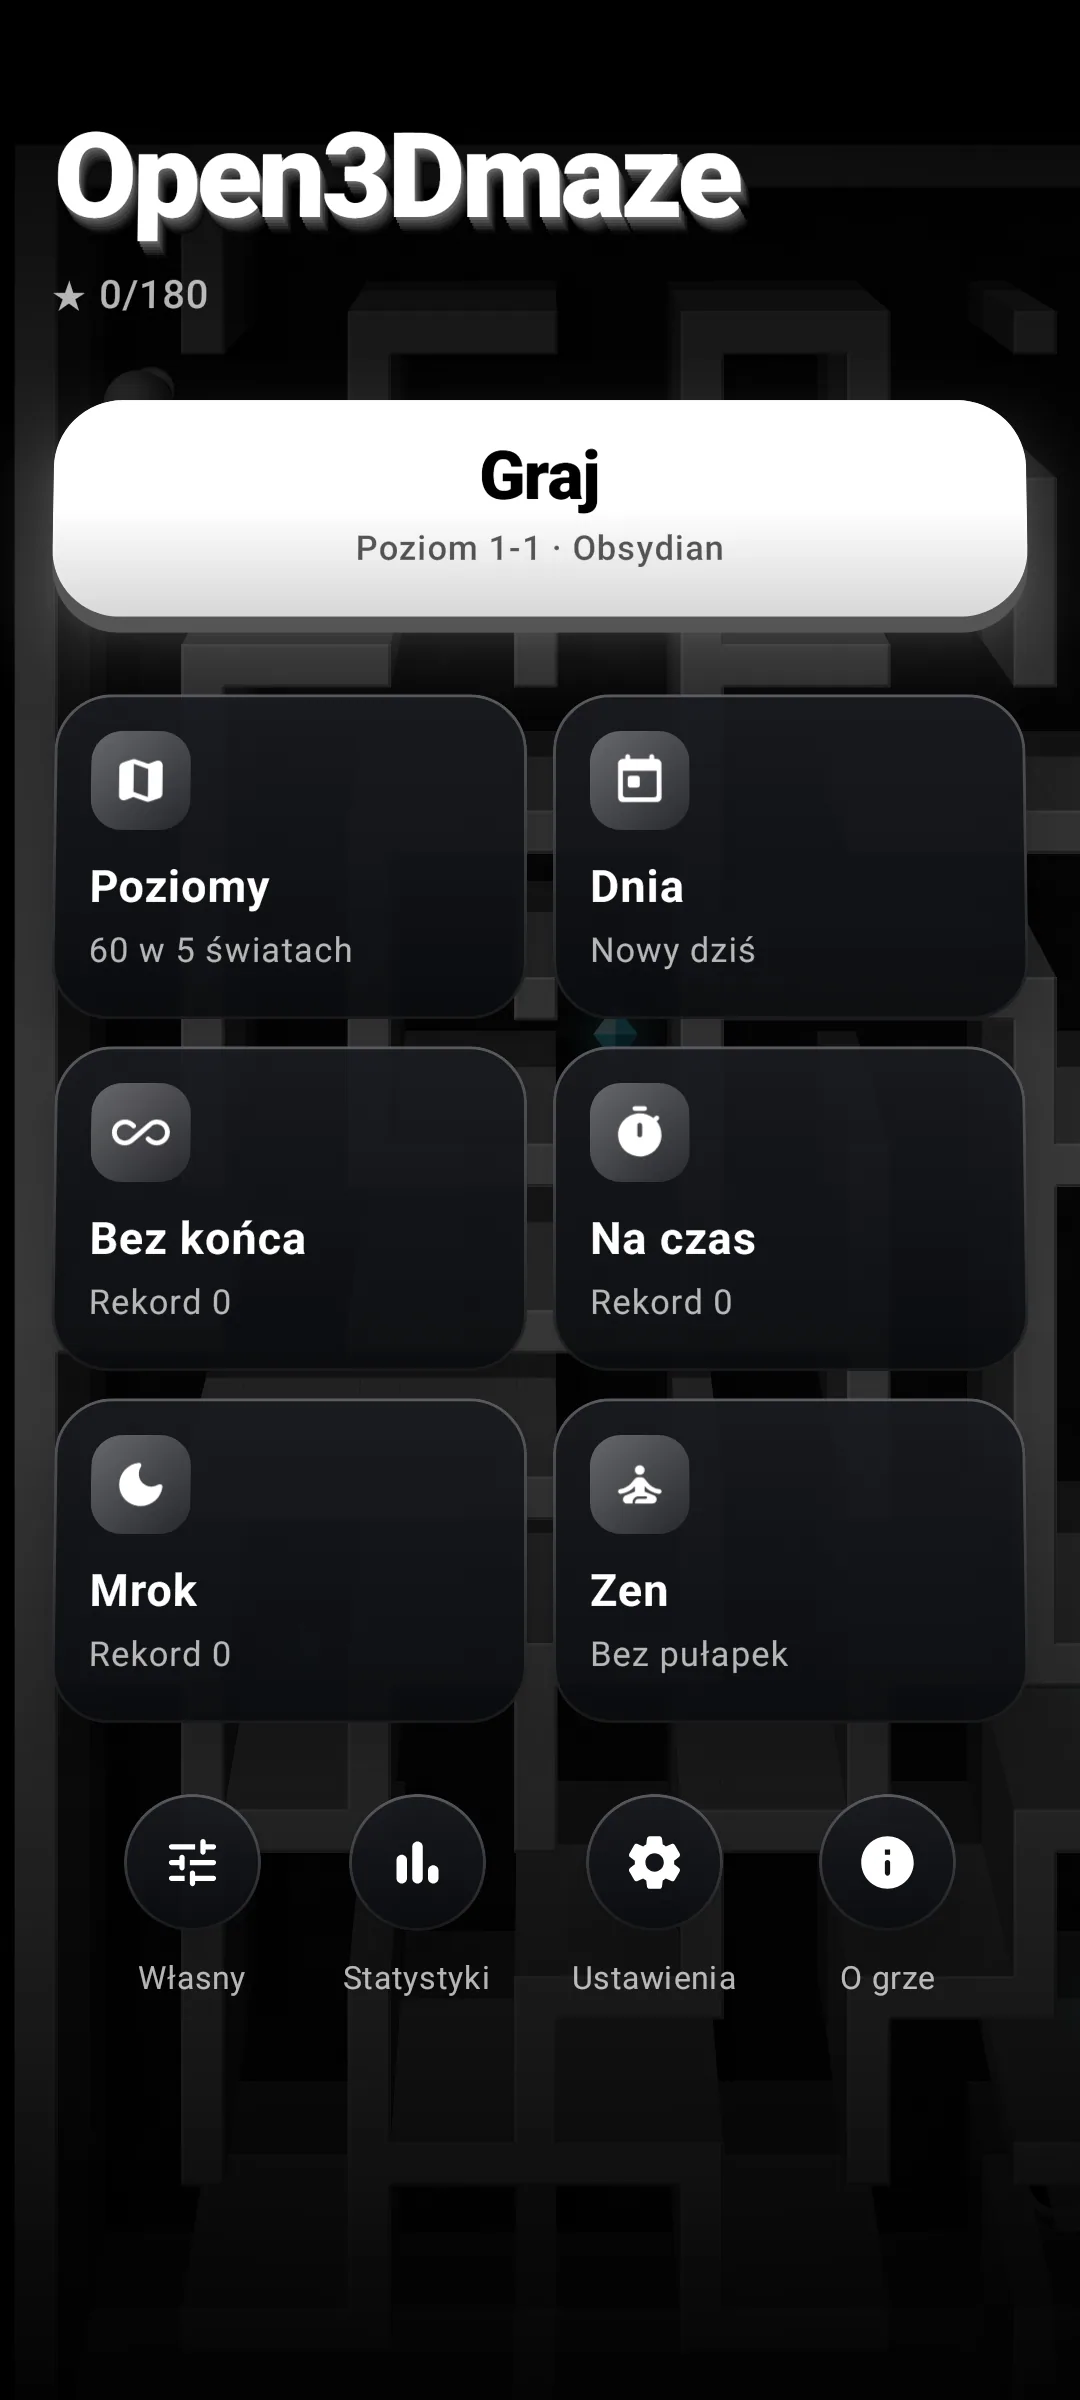 Open3Dmaze
★ 0/180
Graj
Poziom 1-1 · Obsydian
Poziomy
60 w 5 światach
Dnia
Nowy dziś
Bez końca
Rekord 0
Na czas
Rekord 0
Mrok
Rekord 0
Zen
Bez pułapek
Własny
Statystyki
Ustawienia
O grze